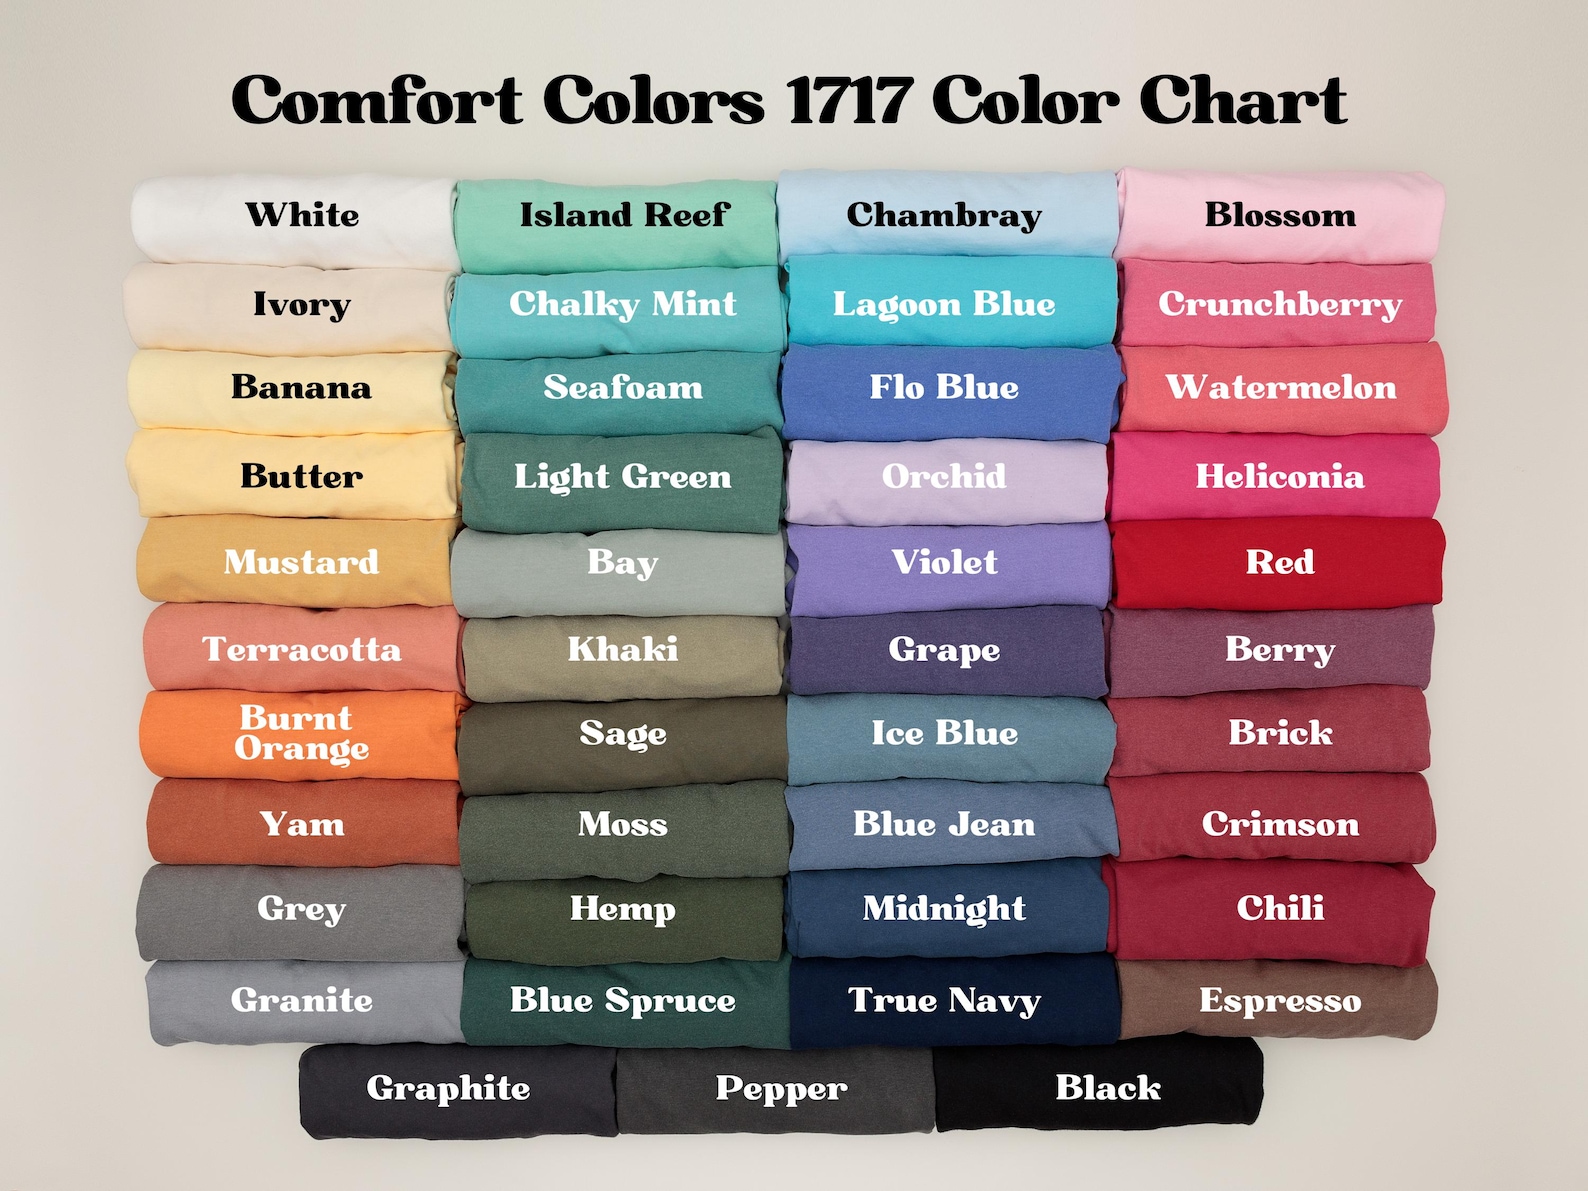 Comfort Colors 1717 Color Chart
White
Island Reef
Chambray
Blossom
Ivory
Chalky Mint
Lagoon Blue
Crunchberry
Banana
Seafoam
Flo Blue
Watermelon
Butter
Light Green
Orchid
Heliconia
Mustard
Bay
Violet
Red
Terracotta
Khaki
Grape
Berry
Burnt
Orange
Sage
Ice Blue
Brick
Yam
Moss
Blue Jean
Crimson
Grey
Hemp
Midnight
Chili
Granite
Blue Spruce
True Navy
Espresso
Graphite
Pepper
Black